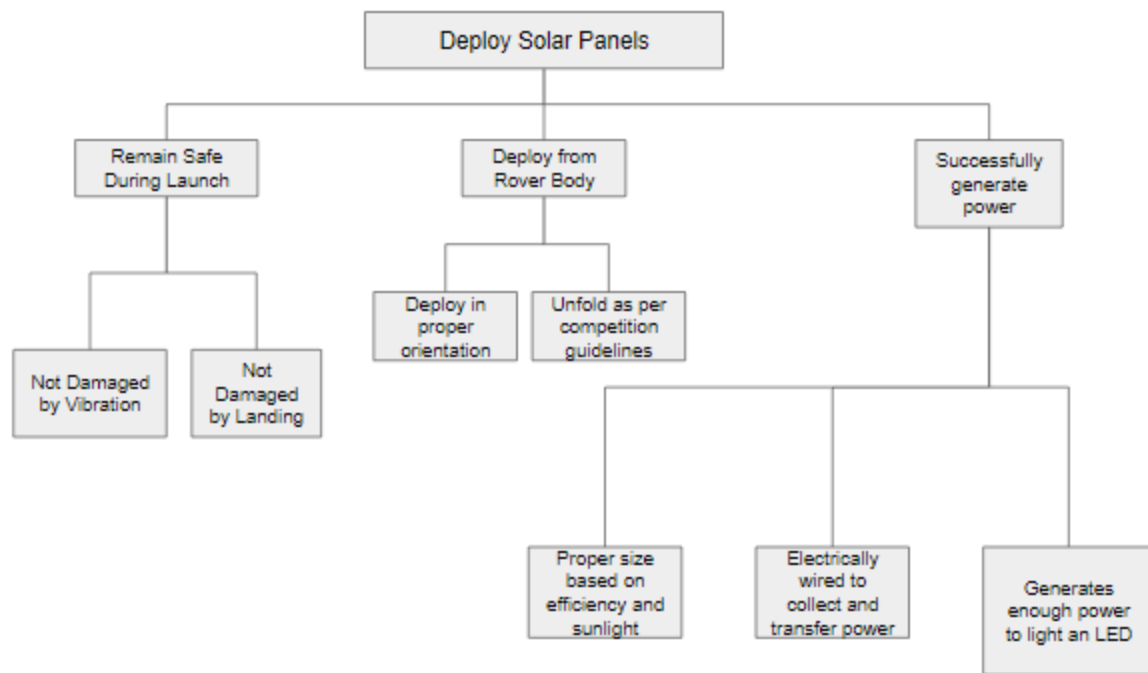 Deploy Solar Panels
Remain Safe
During Launch
Deploy from
Rover Body
Successfully
generate
power
Deploy in
proper
orientation
Unfold as per
competition
guidelines
Not Damaged
by Vibration
Not
Damaged
by Landing
Proper size
based on
efficiency and
sunlight
Electrically
wired to
collect and
transfer power
Generates
enough power
to light an LED